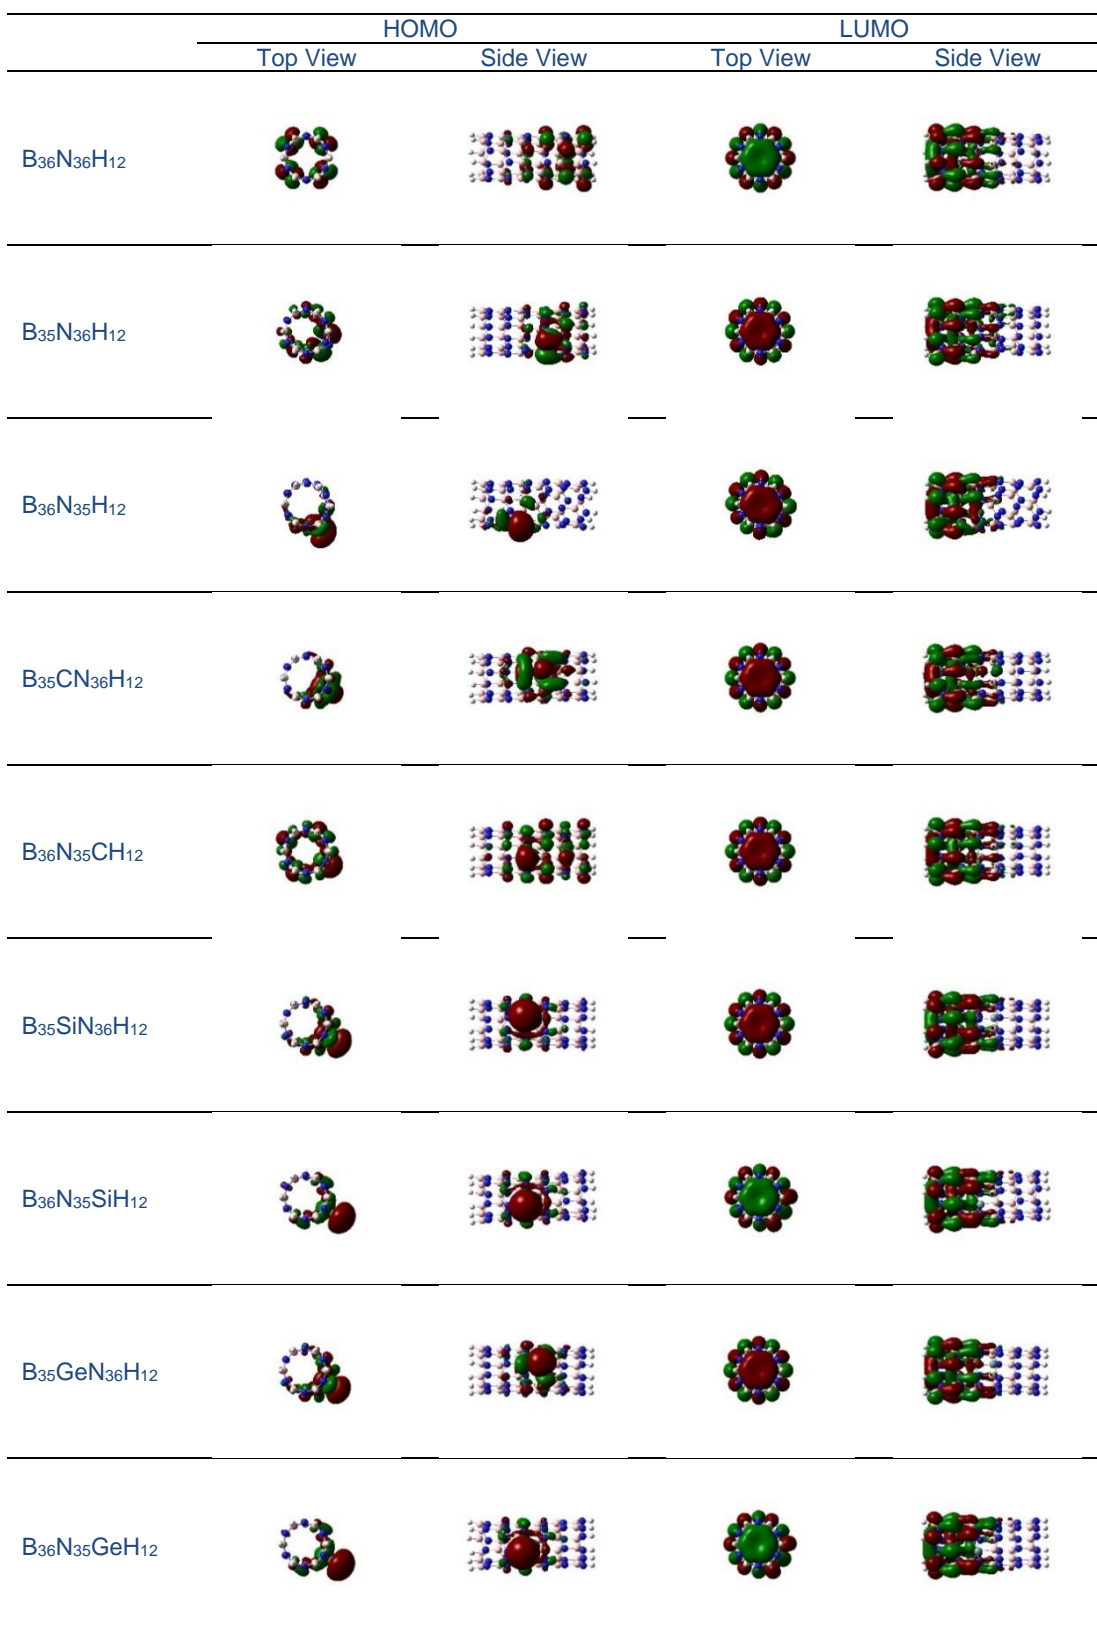 HOMO LUMO
Top View Side View Top View Side View
B₃₆N₃₆H₁₂
B₃₅N₃₆H₁₂
B₃₆N₃₅H₁₂
B₃₅CN₃₆H₁₂
B₃₆N₃₅CH₁₂
B₃₅SiN₃₆H₁₂
B₃₆N₃₅SiH₁₂
B₃₅GeN₃₆H₁₂
B₃₆N₃₅GeH₁₂